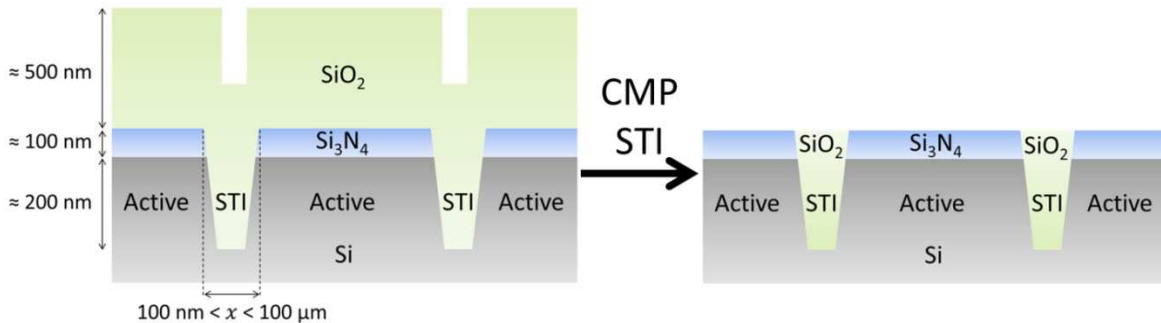 ≈ 500 nm
SiO₂
≈ 100 nm
Si₃N₄
≈ 200 nm
Active
STI
Active
STI
Active
Si
100 nm < x < 100 μm
CMP
STI
SiO₂
Si₃N₄
SiO₂
Active
STI
Active
STI
Active
Si